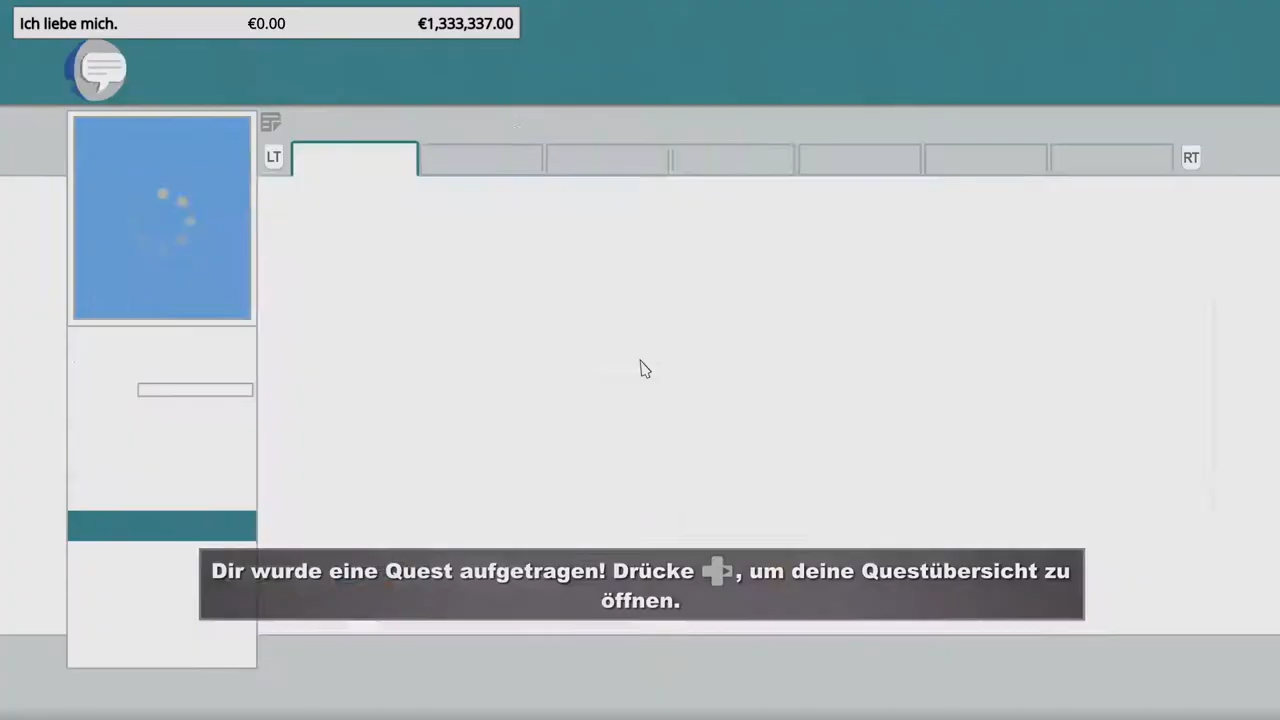 Ich liebe mich. €0.00 €1,333,337.00
LT RT
Dir wurde eine Quest aufgetragen! Drücke , um deine Questübersicht zu
öffnen.